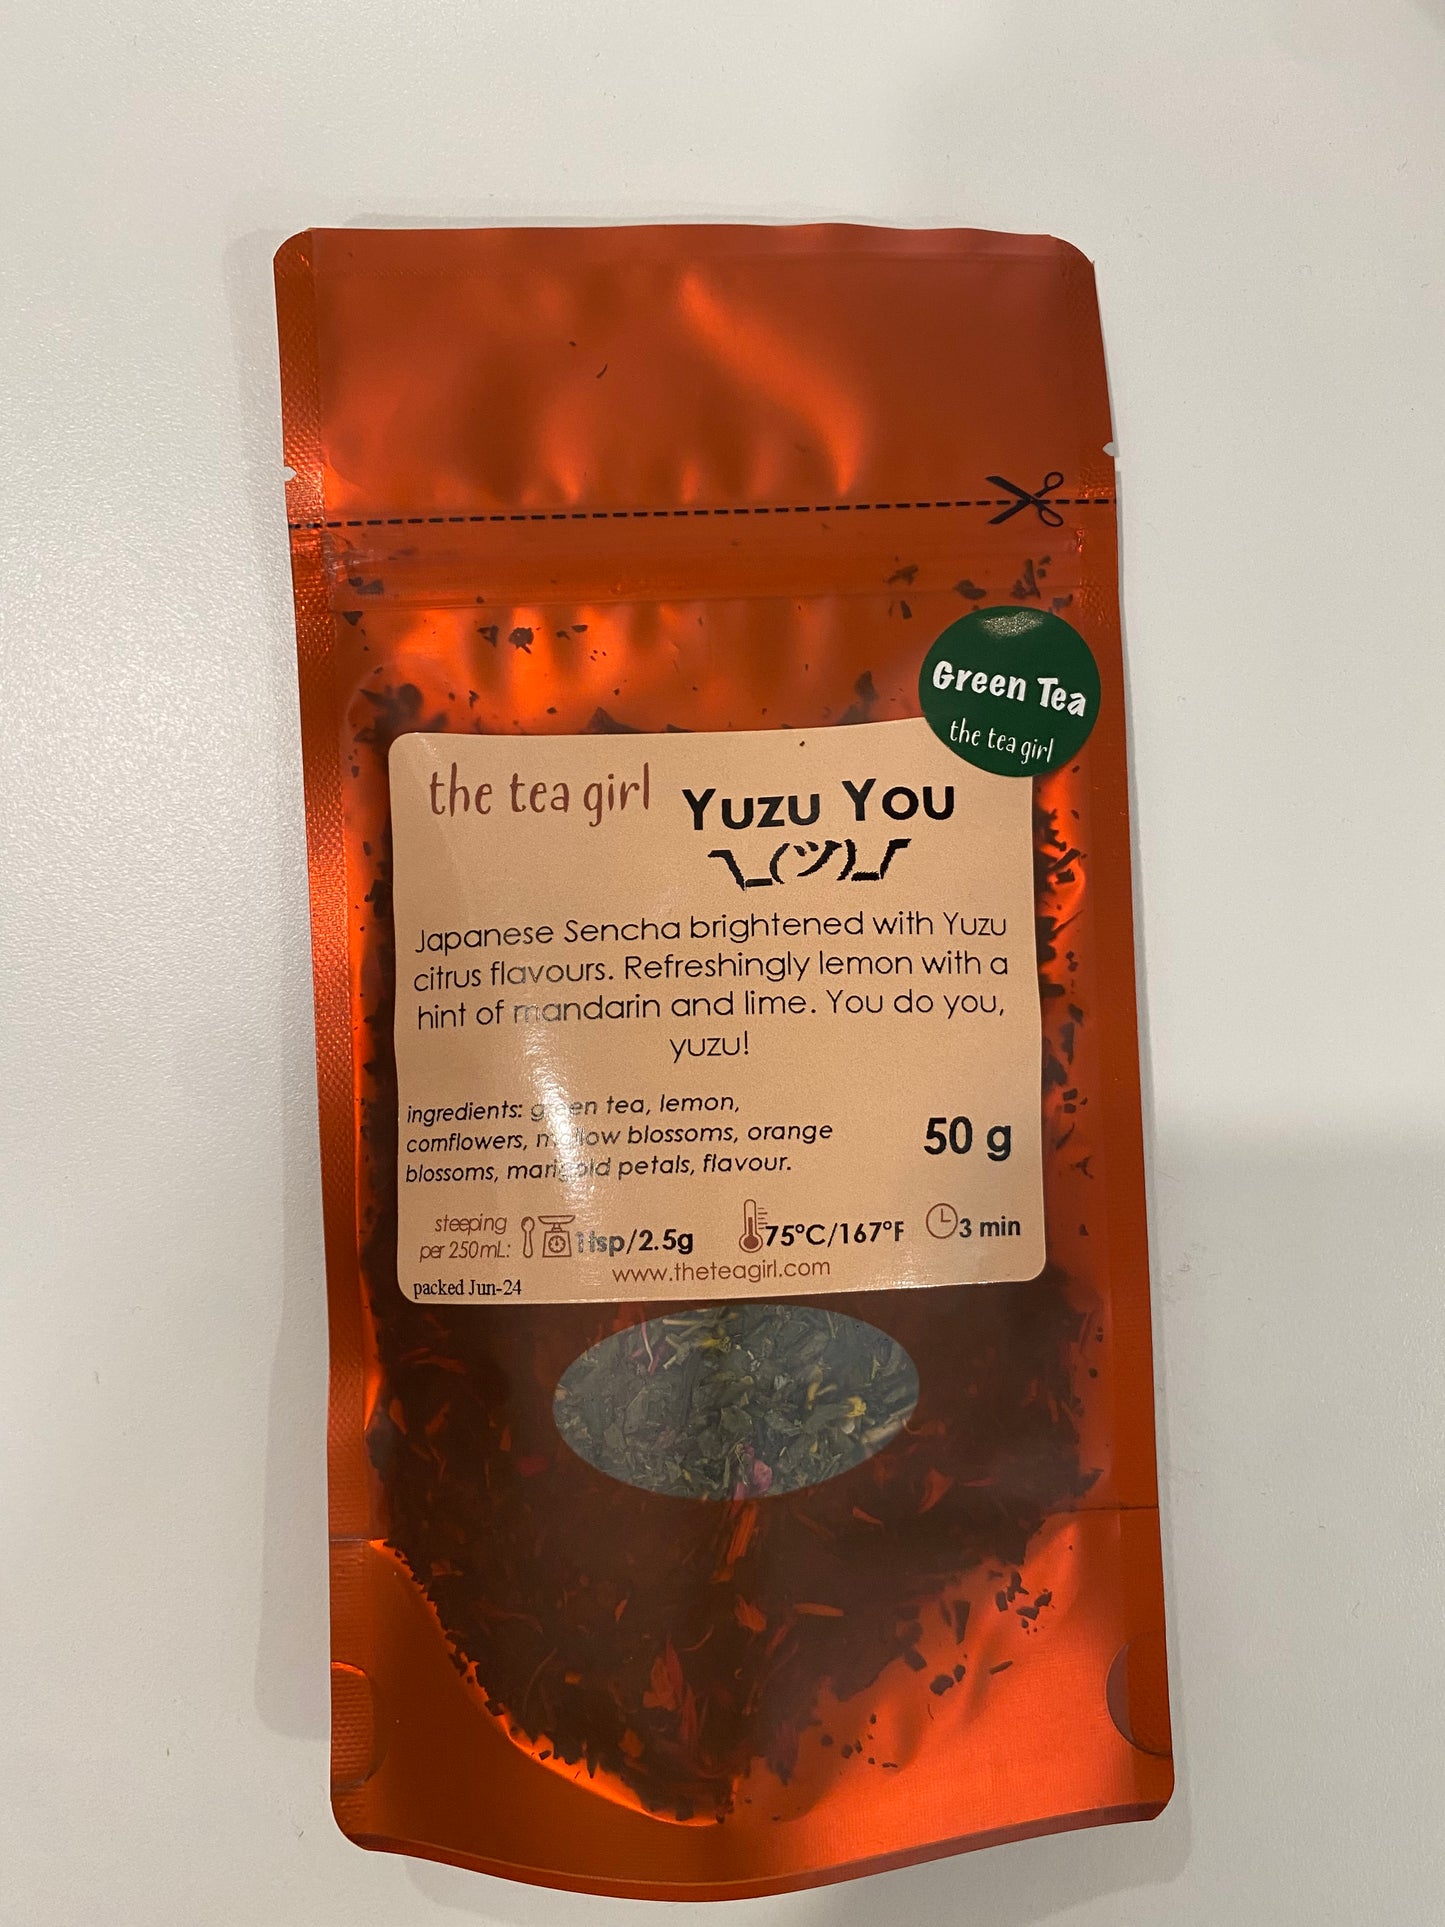 Green Tea
the tea girl
the tea girl
Yuzu You
¯\_(ツ)_/¯
Japanese Sencha brightened with Yuzu
citrus flavours. Refreshingly lemon with a
hint of mandarin and lime. You do you,
yuzu!
ingredients: green tea, lemon,
cornflowers, mallow blossoms, orange
blossoms, marigold petals, flavour.
50 g
steeping
per 250mL:
1tsp/2.5g
75°C/167°F
3 min
www.theteagirl.com
packed Jun-24